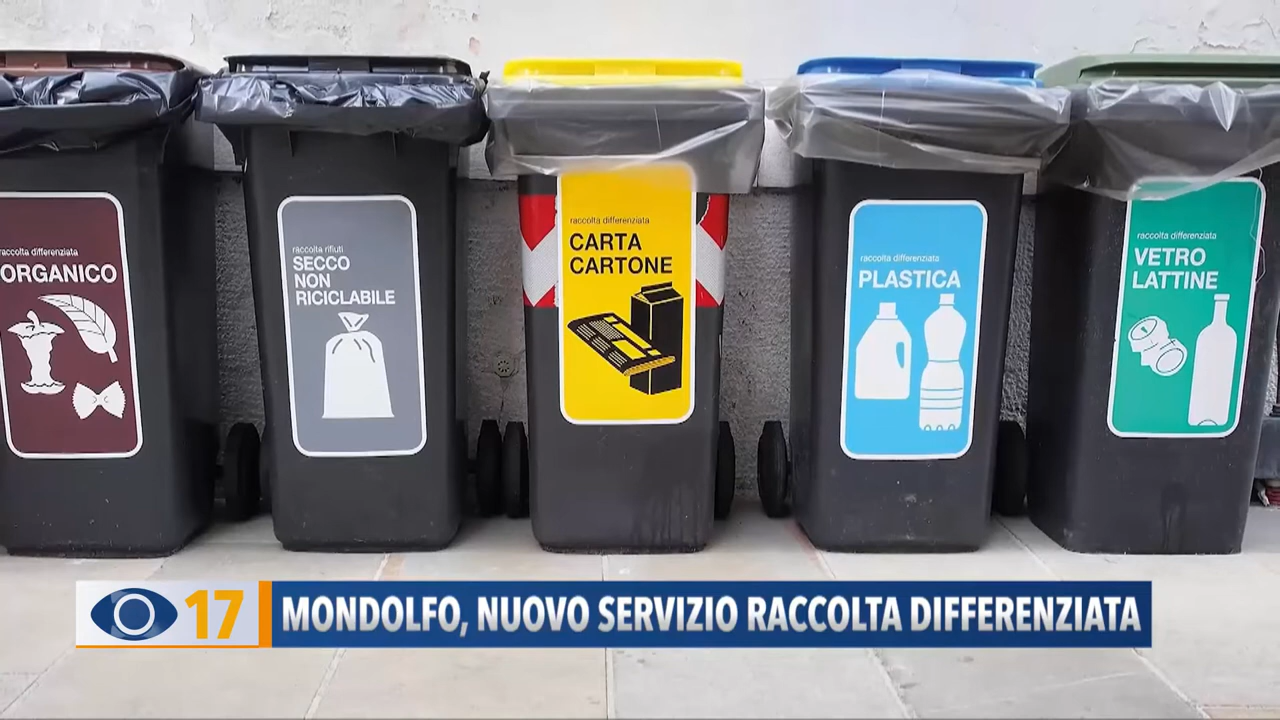 raccolta differenziata
ORGANICO
raccolta rifiuti
SECCO
NON
RICICLABILE
raccolta differenziata
CARTA
CARTONE
raccolta differenziata
PLASTICA
raccolta differenziata
VETRO
LATTINE
17
MONDOLFO, NUOVO SERVIZIO RACCOLTA DIFFERENZIATA